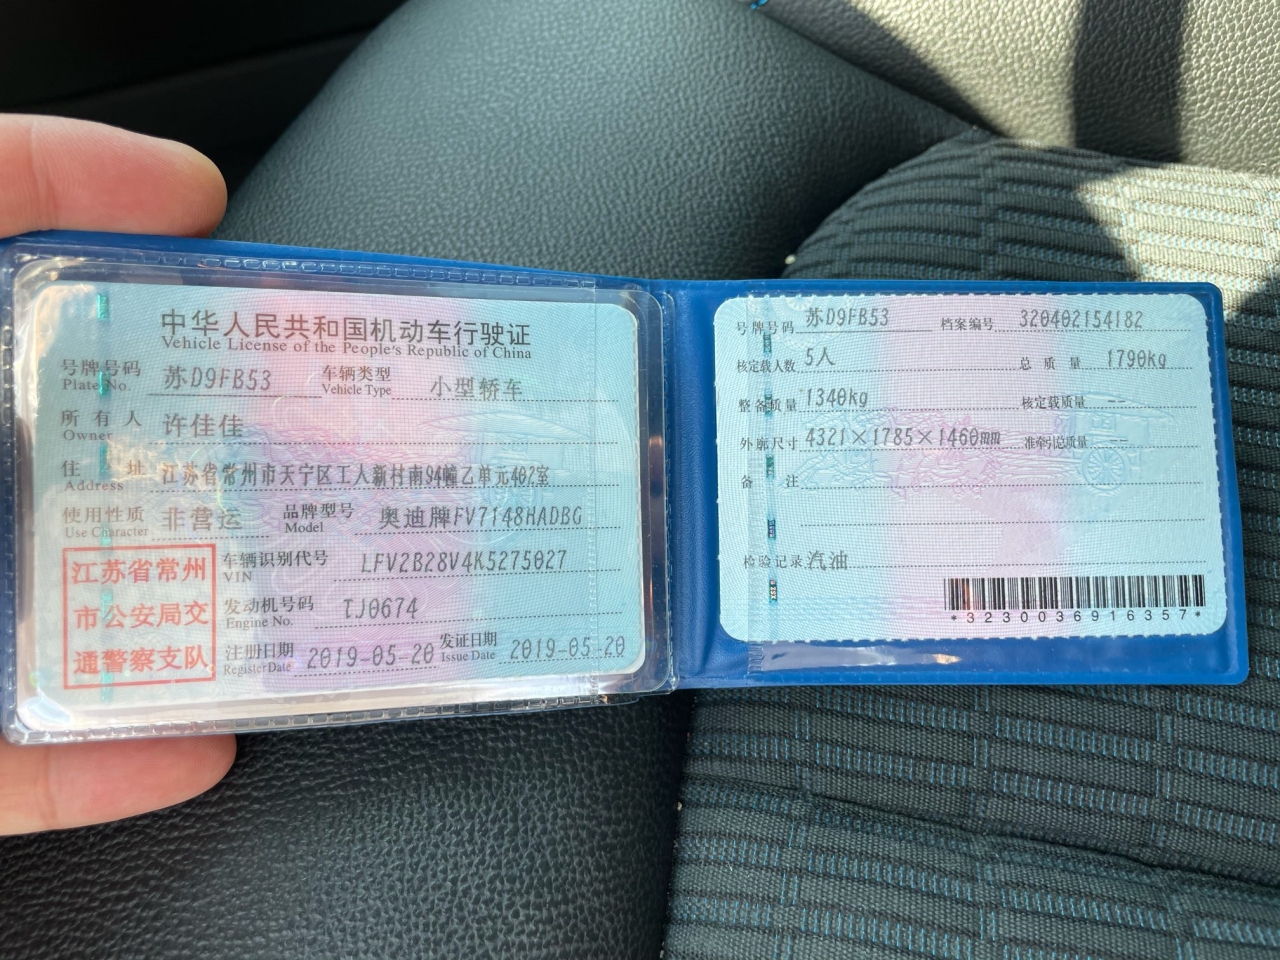 中华人民共和国机动车行驶证
Vehicle License of the People's Republic of China
号牌号码 苏D9FB53 车辆类型 小型轿车
Plate No. Vehicle Type
所有人 许佳佳
Owner
住址 江苏省常州市天宁区工人新村南94幢乙单元402室
Address
使用性质 非营运 品牌型号 奥迪牌FV7148HADBG
Use Character Model
江苏省常州
市公安局交
通警察支队
车辆识别代号 LFV2B28V4K5275027
VIN
发动机号码 TJ0674
Engine No.
注册日期 2019-05-20 发证日期 2019-05-20
Register Date Issue Date
号牌号码 苏D9FB53 档案编号 320402154182
核定载人数 5人 总质量 1790kg
整备质量 1340kg 核定载质量 --
外廓尺寸 4321×1785×1460mm 准牵引总质量 --
备注
检验记录 汽油
*3230036916357*